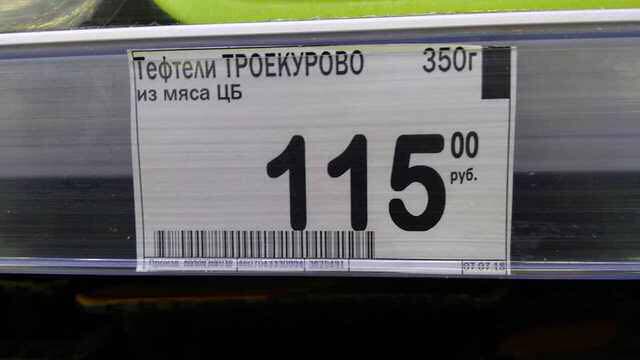 Тефтели ТРОЕКУРОВО 350г
из мяса ЦБ
115 00
руб.
07.07.18